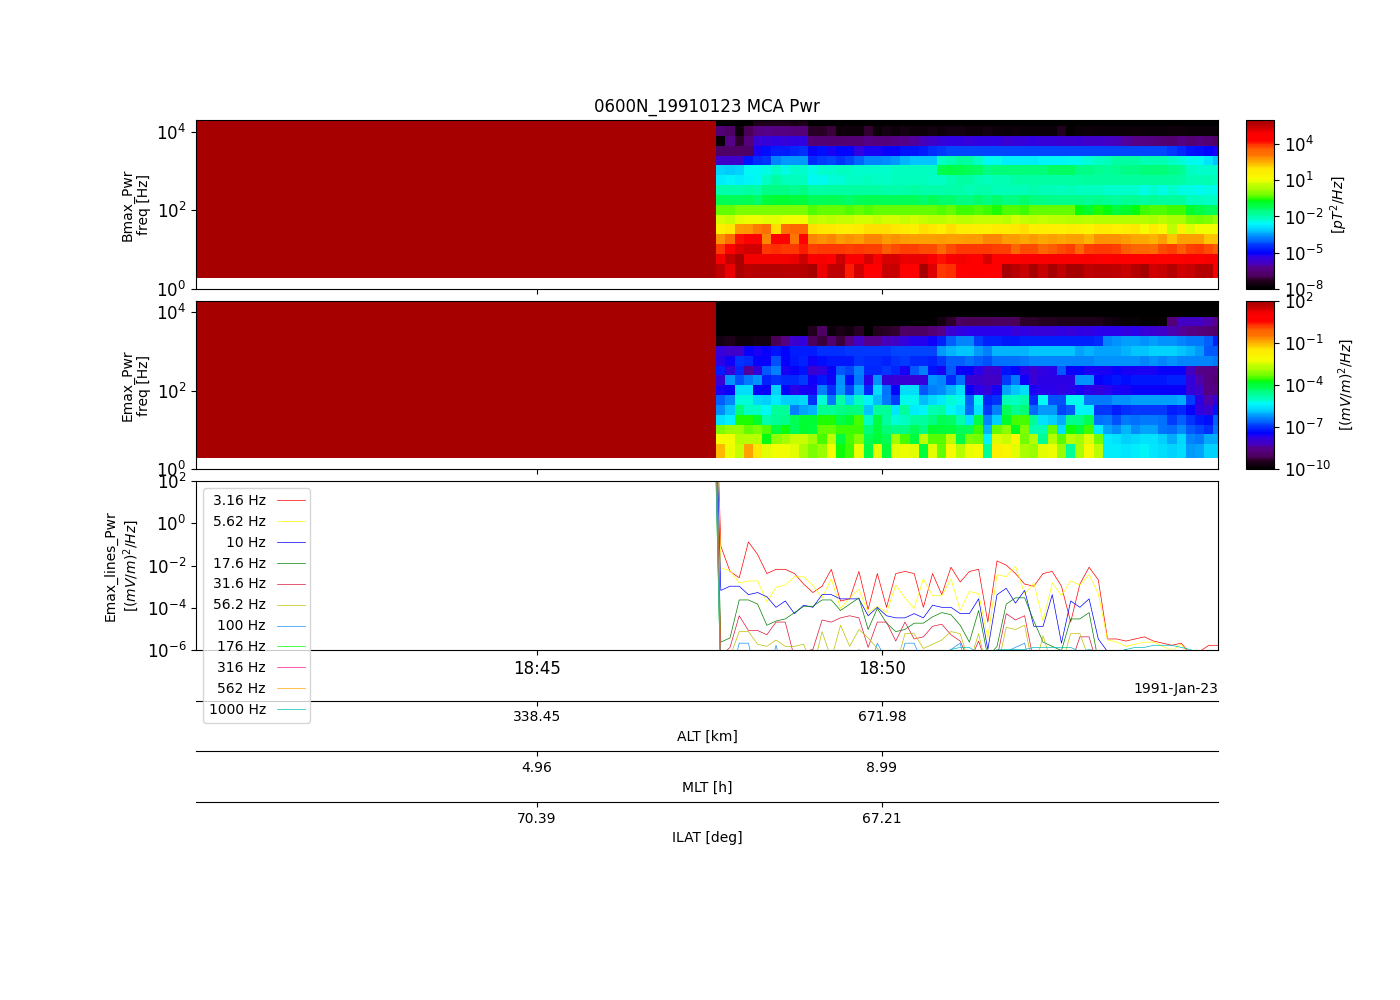 0600N_19910123 MCA Pwr
10^4
10^2
10^0
Bmax_Pwr
freq [Hz]
10^4
10^1
10^-2
10^-5
10^-8
[pT^2/Hz]
10^4
10^2
10^0
Emax_Pwr
freq [Hz]
10^2
10^-1
10^-4
10^-7
10^-10
[(mV/m)^2/Hz]
10^2
10^0
10^-2
10^-4
10^-6
Emax_lines_Pwr
[(mV/m)^2/Hz]
3.16 Hz
5.62 Hz
10 Hz
17.6 Hz
31.6 Hz
56.2 Hz
100 Hz
176 Hz
316 Hz
562 Hz
1000 Hz
18:45 18:50
1991-Jan-23
338.45 671.98
ALT [km]
4.96 8.99
MLT [h]
70.39 67.21
ILAT [deg]